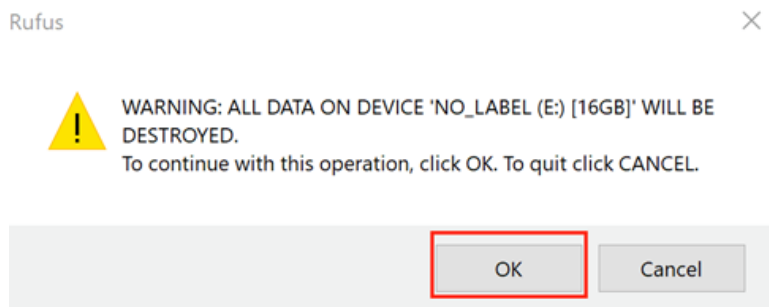 Rufus
WARNING: ALL DATA ON DEVICE 'NO_LABEL (E:) [16GB]' WILL BE
DESTROYED.
To continue with this operation, click OK. To quit click CANCEL.
OK
Cancel